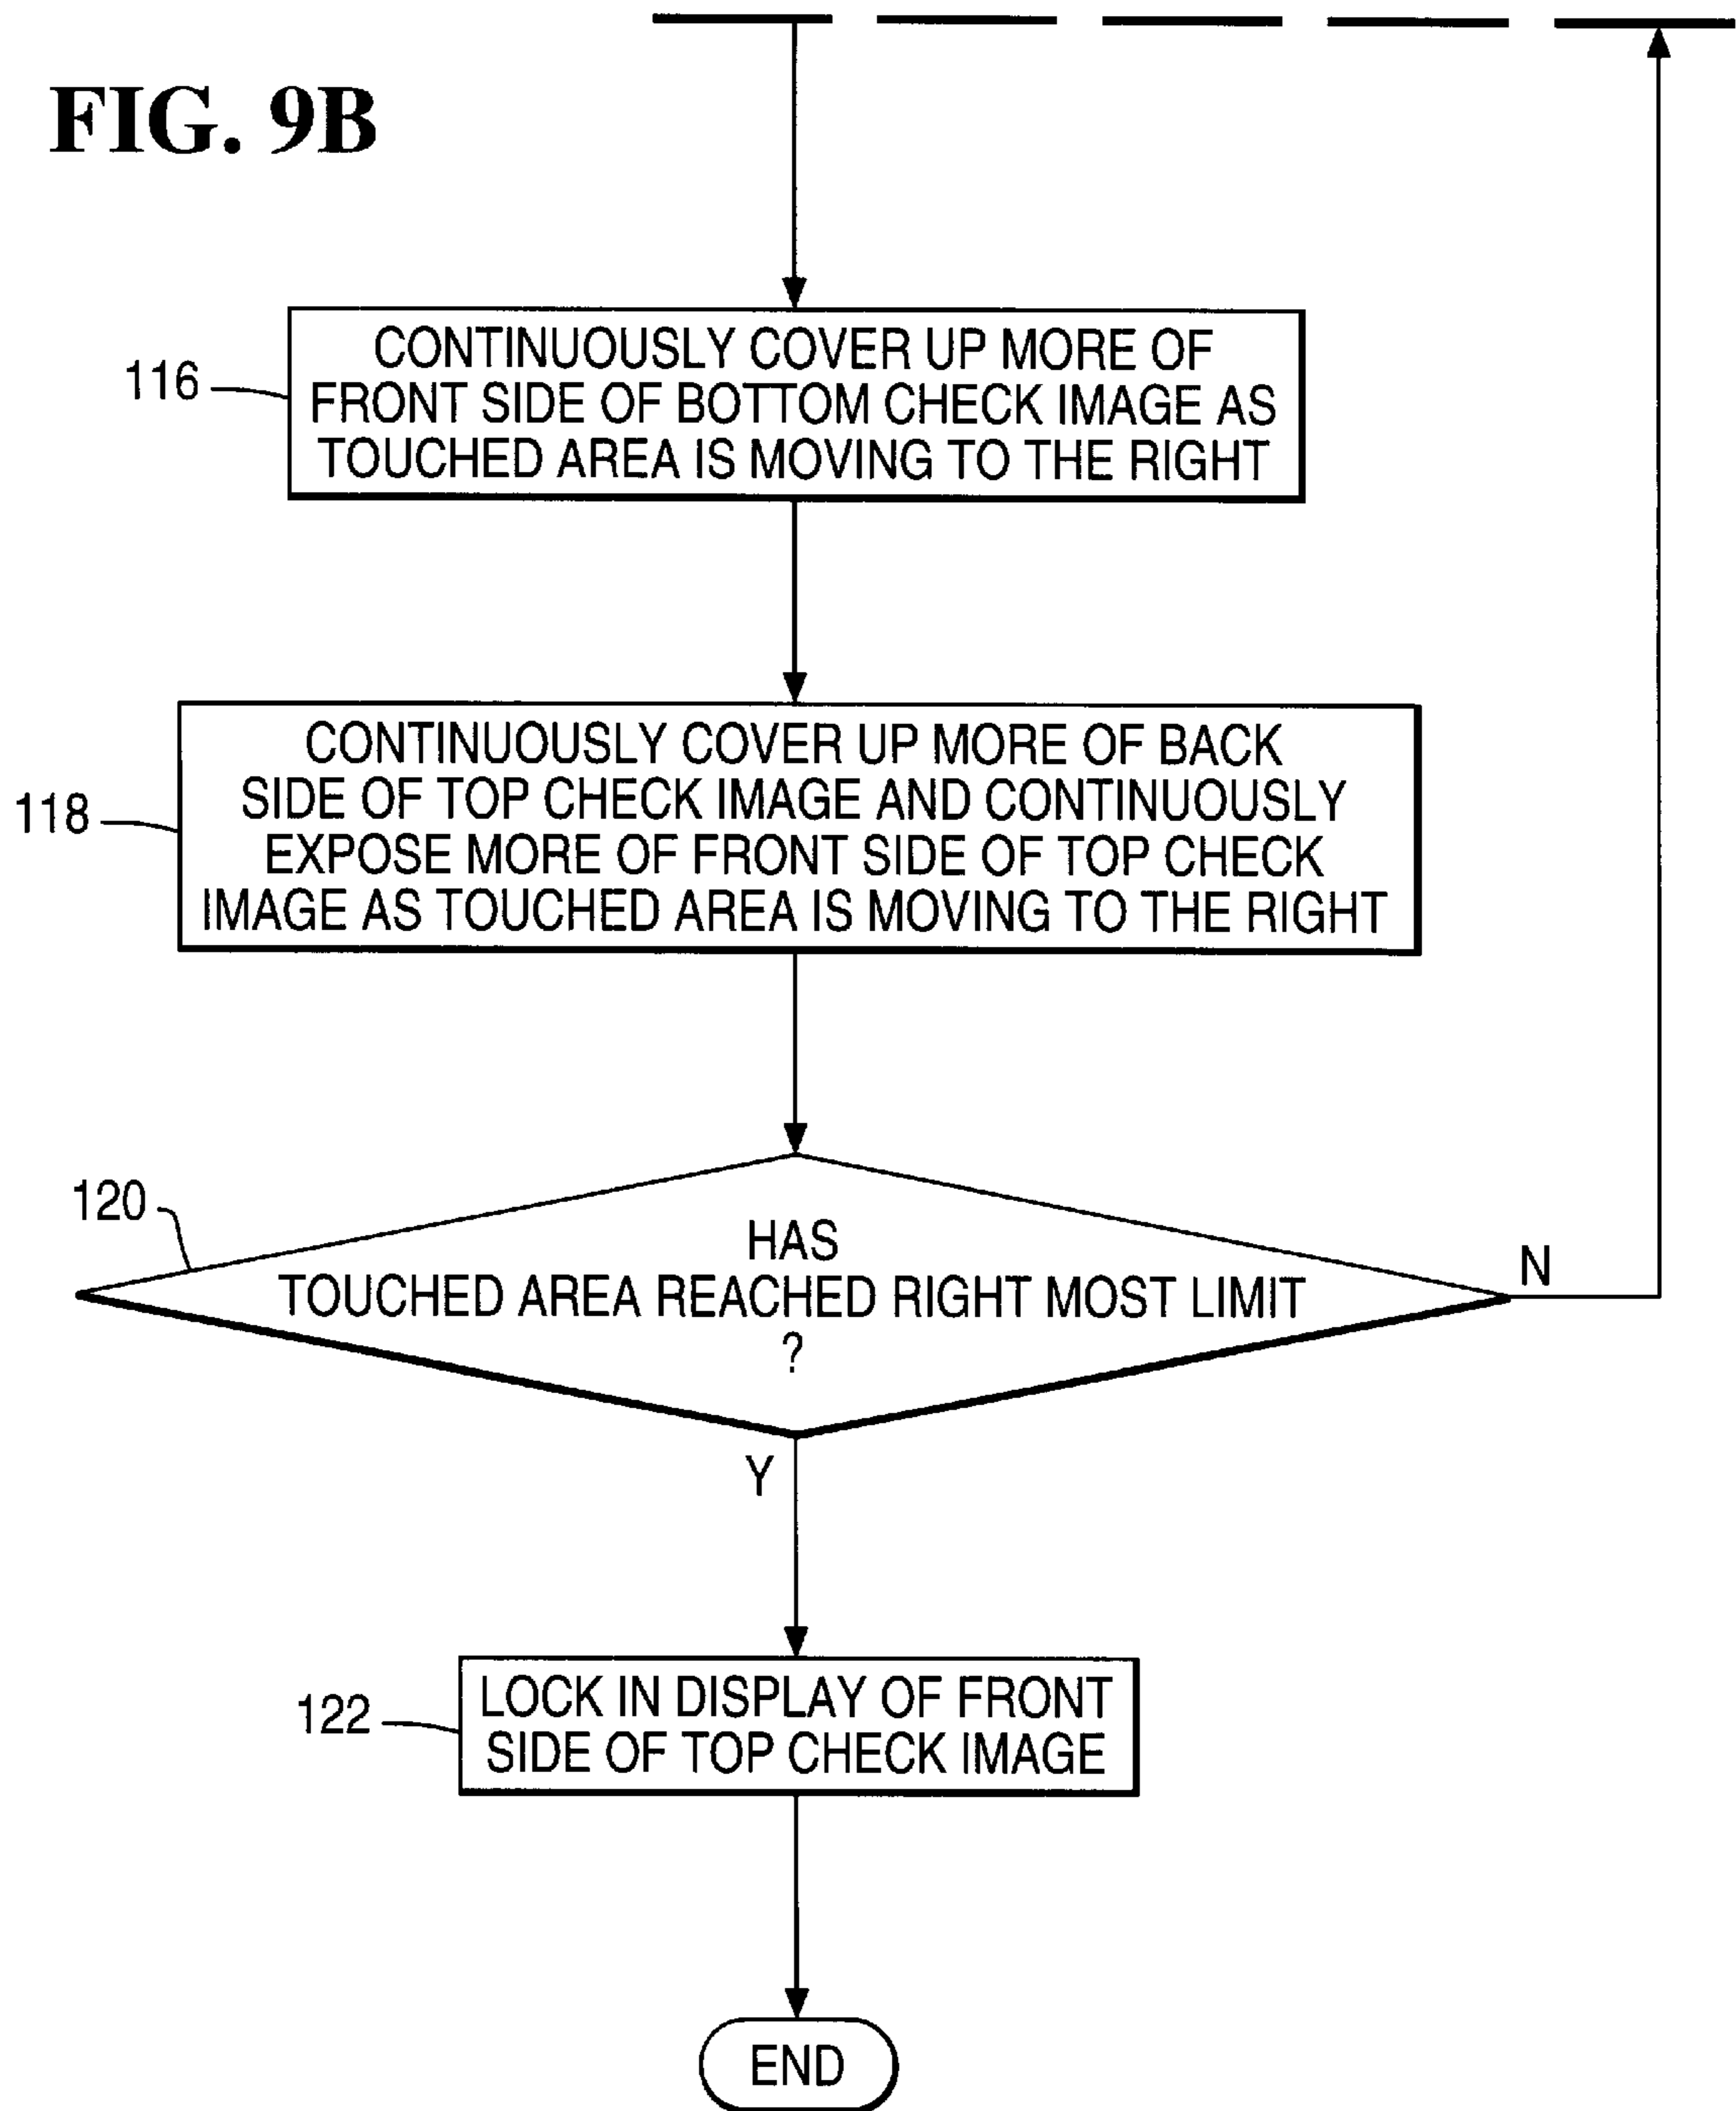 FIG. 9B
116
CONTINUOUSLY COVER UP MORE OF
FRONT SIDE OF BOTTOM CHECK IMAGE AS
TOUCHED AREA IS MOVING TO THE RIGHT
118
CONTINUOUSLY COVER UP MORE OF BACK
SIDE OF TOP CHECK IMAGE AND CONTINUOUSLY
EXPOSE MORE OF FRONT SIDE OF TOP CHECK
IMAGE AS TOUCHED AREA IS MOVING TO THE RIGHT
120
HAS
TOUCHED AREA REACHED RIGHT MOST LIMIT
?
N
Y
122
LOCK IN DISPLAY OF FRONT
SIDE OF TOP CHECK IMAGE
END